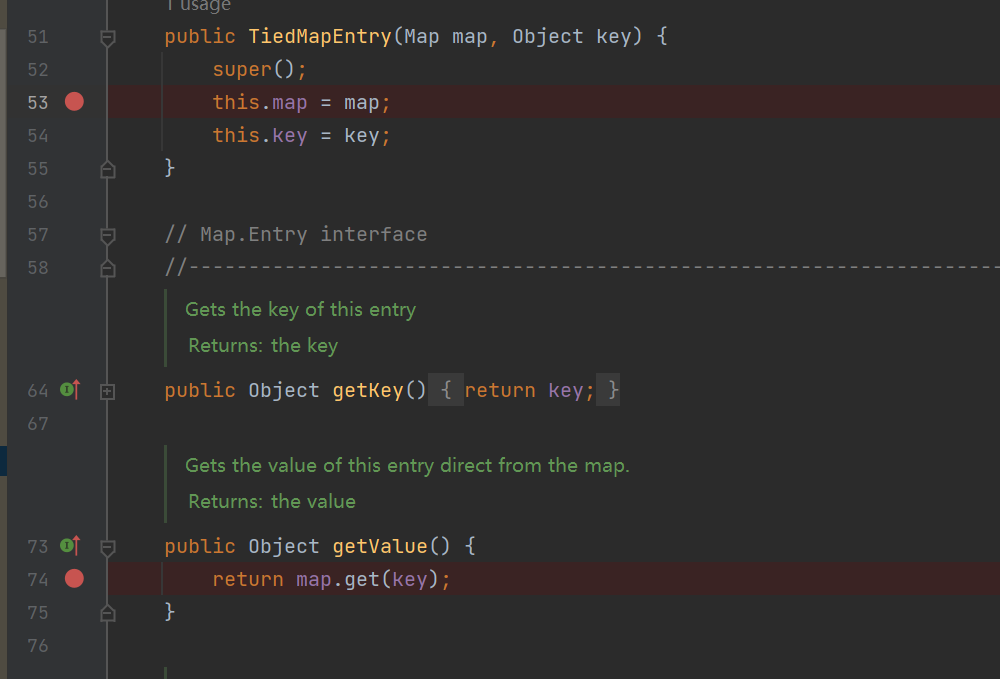 1 usage
51 public TiedMapEntry(Map map, Object key) {
52 super();
53 this.map = map;
54 this.key = key;
55 }
56
57 // Map.Entry interface
58 //--------------------------------------------------------------------
Gets the key of this entry
Returns: the key
64 public Object getKey() { return key; }
67
Gets the value of this entry direct from the map.
Returns: the value
73 public Object getValue() {
74 return map.get(key);
75 }
76